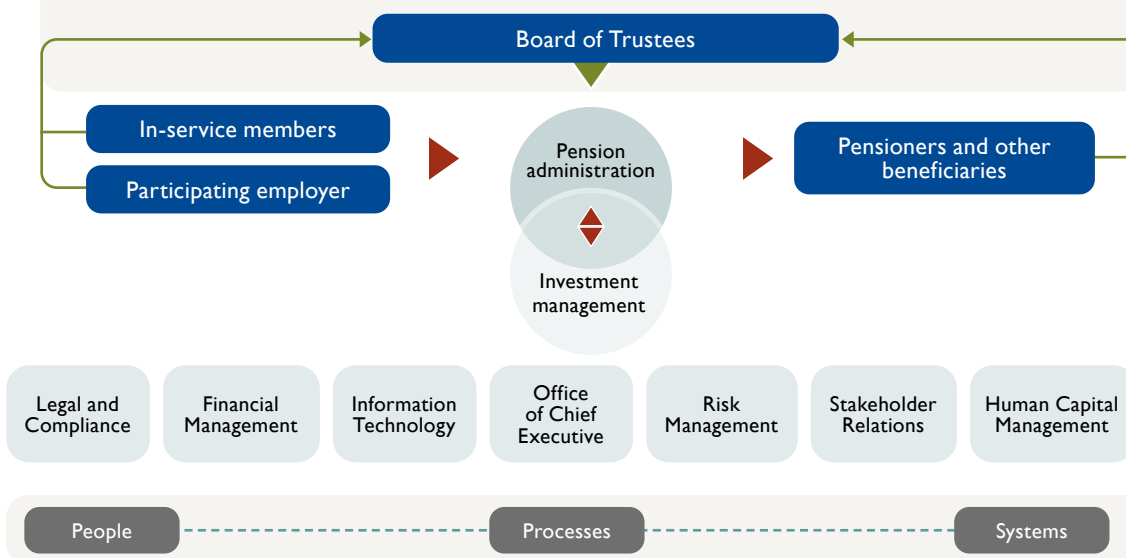 Board of Trustees
In-service members
Participating employer
Pension
administration
Investment
management
Pensioners and other
beneficiaries
Legal and
Compliance
Financial
Management
Information
Technology
Office
of Chief
Executive
Risk
Management
Stakeholder
Relations
Human Capital
Management
People
Processes
Systems